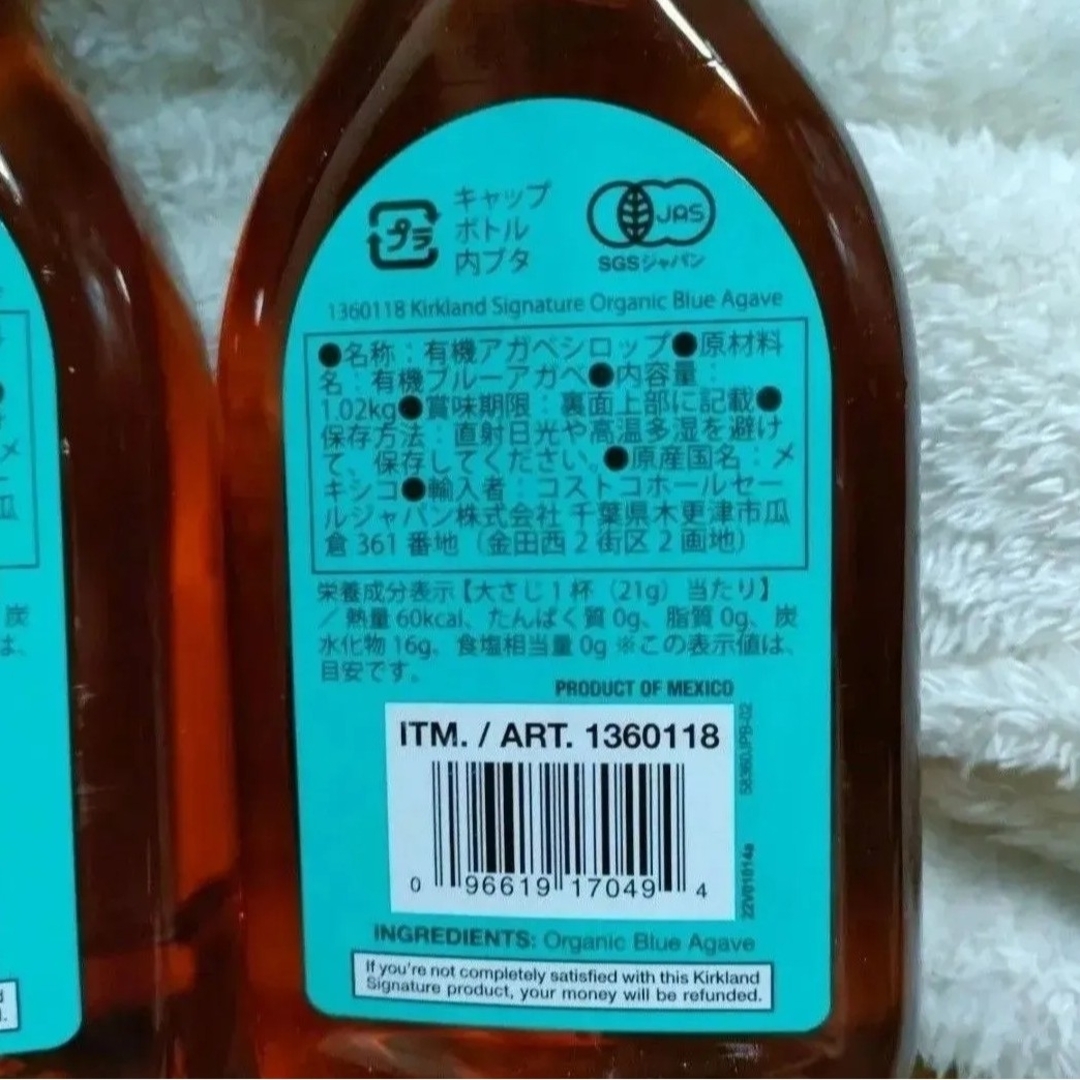 プラ
キャップ
ボトル
内ブタ
JAS
SGSジャパン
1360118 Kirkland Signature Organic Blue Agave
●名称：有機アガベシロップ●原材料
名：有機ブルーアガベ●内容量：
1.02kg●賞味期限：裏面上部に記載●
保存方法：直射日光や高温多湿を避け
て、保存してください。●原産国名：メ
キシコ●輸入者：コストコホールセー
ルジャパン株式会社 千葉県木更津市瓜
倉 361 番地（金田西 2 街区 2 画地）
栄養成分表示【大さじ 1 杯（21g）当たり】
／熱量 60kcal、たんぱく質 0g、脂質 0g、炭
水化物 16g、食塩相当量 0g ※この表示値は、
目安です。
PRODUCT OF MEXICO
ITM. / ART. 1360118
0 96619 17049 4
58360JPB-02
22V01014a
INGREDIENTS: Organic Blue Agave
If you're not completely satisfied with this Kirkland
Signature product, your money will be refunded.
メ
瓜
炭
は、